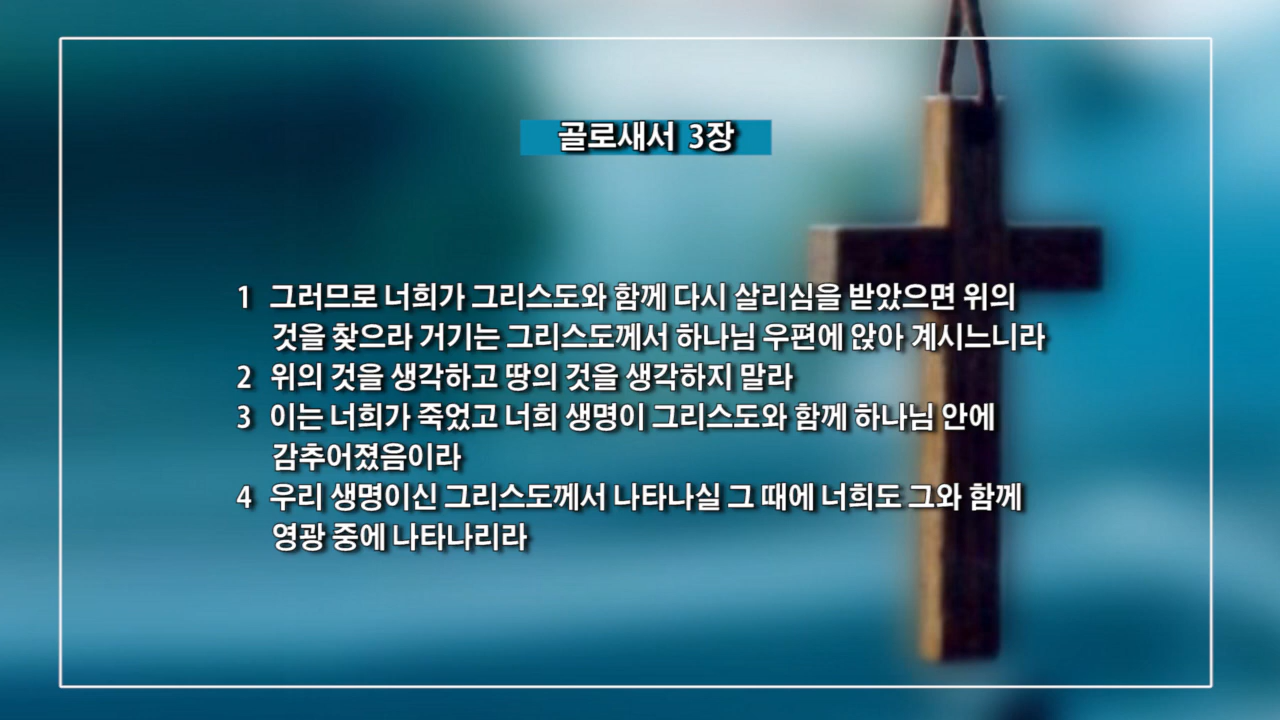 골로새서 3장
1 그러므로 너희가 그리스도와 함께 다시 살리심을 받았으면 위의
것을 찾으라 거기는 그리스도께서 하나님 우편에 앉아 계시느니라
2 위의 것을 생각하고 땅의 것을 생각하지 말라
3 이는 너희가 죽었고 너희 생명이 그리스도와 함께 하나님 안에
감추어졌음이라
4 우리 생명이신 그리스도께서 나타나실 그 때에 너희도 그와 함께
영광 중에 나타나리라